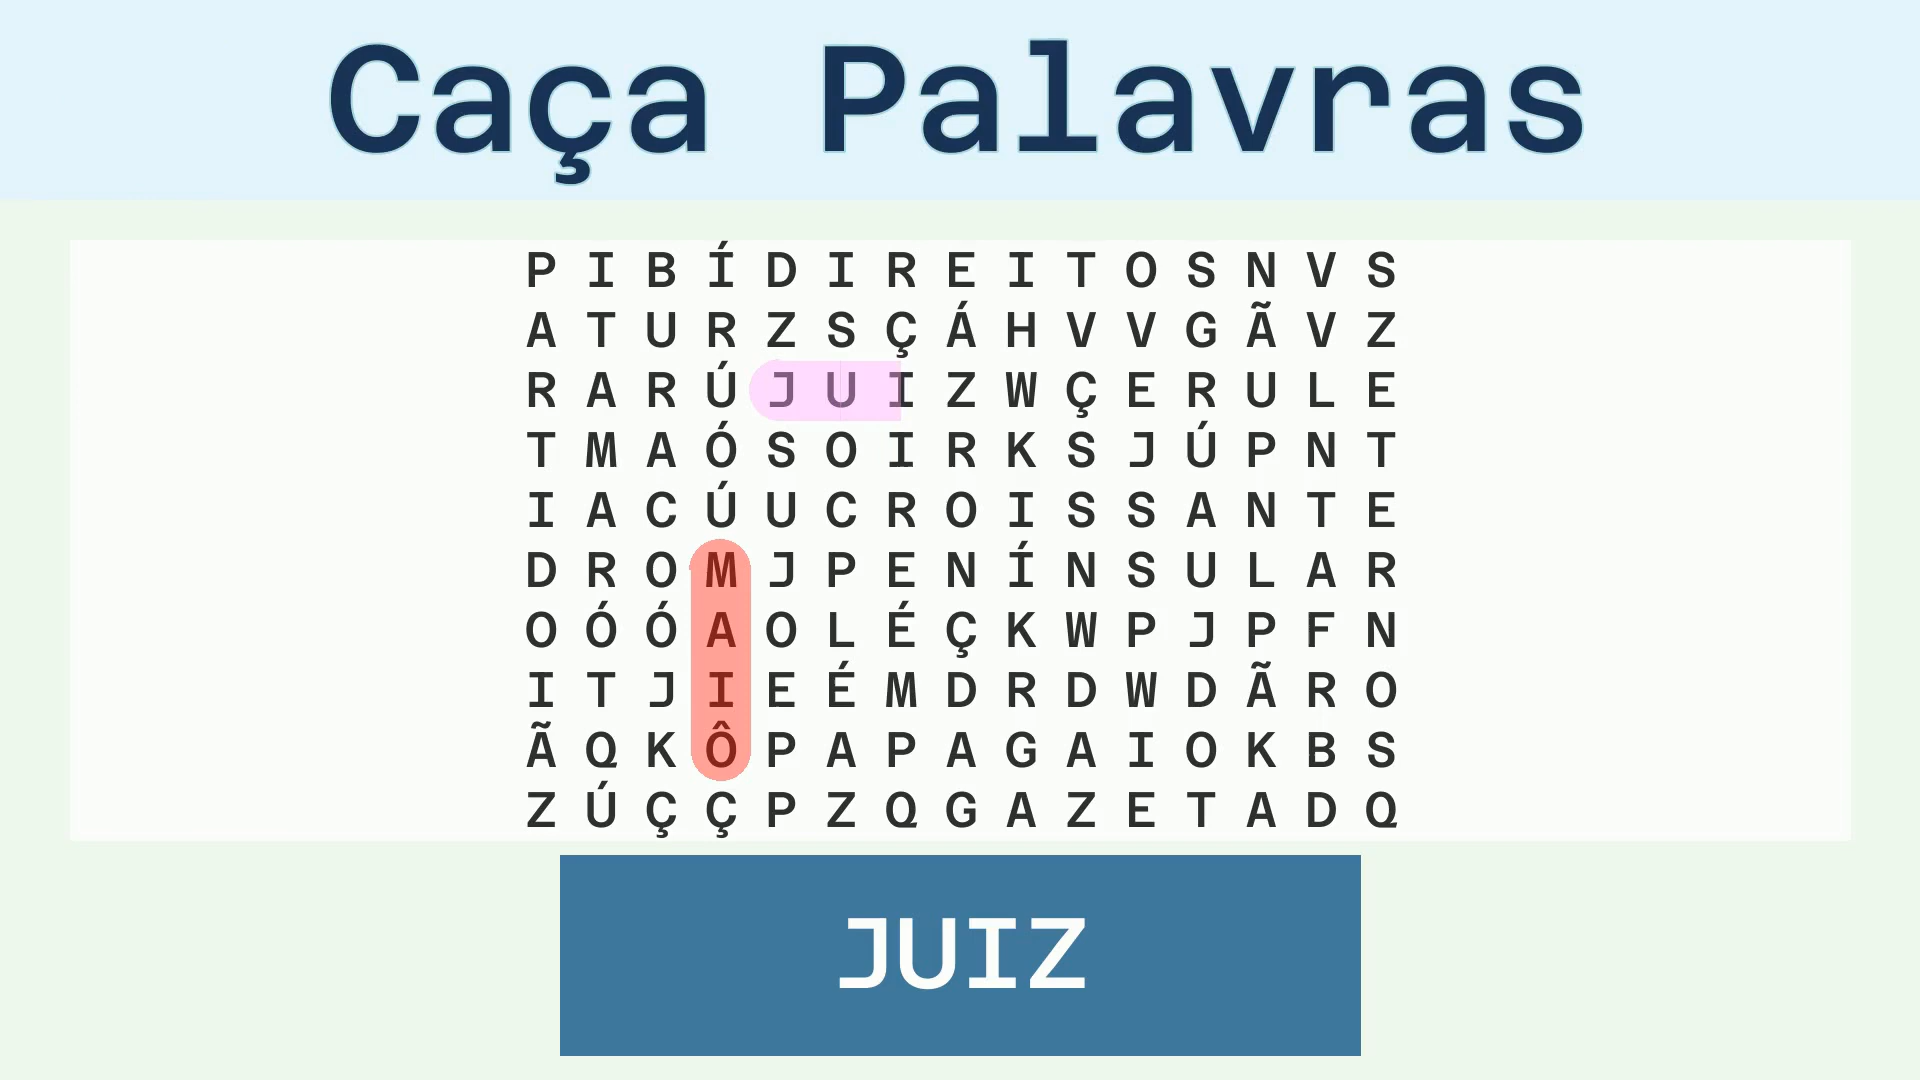 Caça Palavras
P I B Í D I R E I T O S N V S
A T U R Z S Ç Á H V V G Ã V Z
R A R Ú J U I Z W Ç E R U L E
T M A Ó S O I R K S J Ú P N T
I A C Ú U C R O I S S A N T E
D R O M J P E N Í N S U L A R
O Ó Ó A O L É Ç K W P J P F N
I T J I E É M D R D W D Ã R O
Ã Q K Ô P A P A G A I O K B S
Z Ú Ç Ç P Z Q G A Z E T A D Q
JUIZ